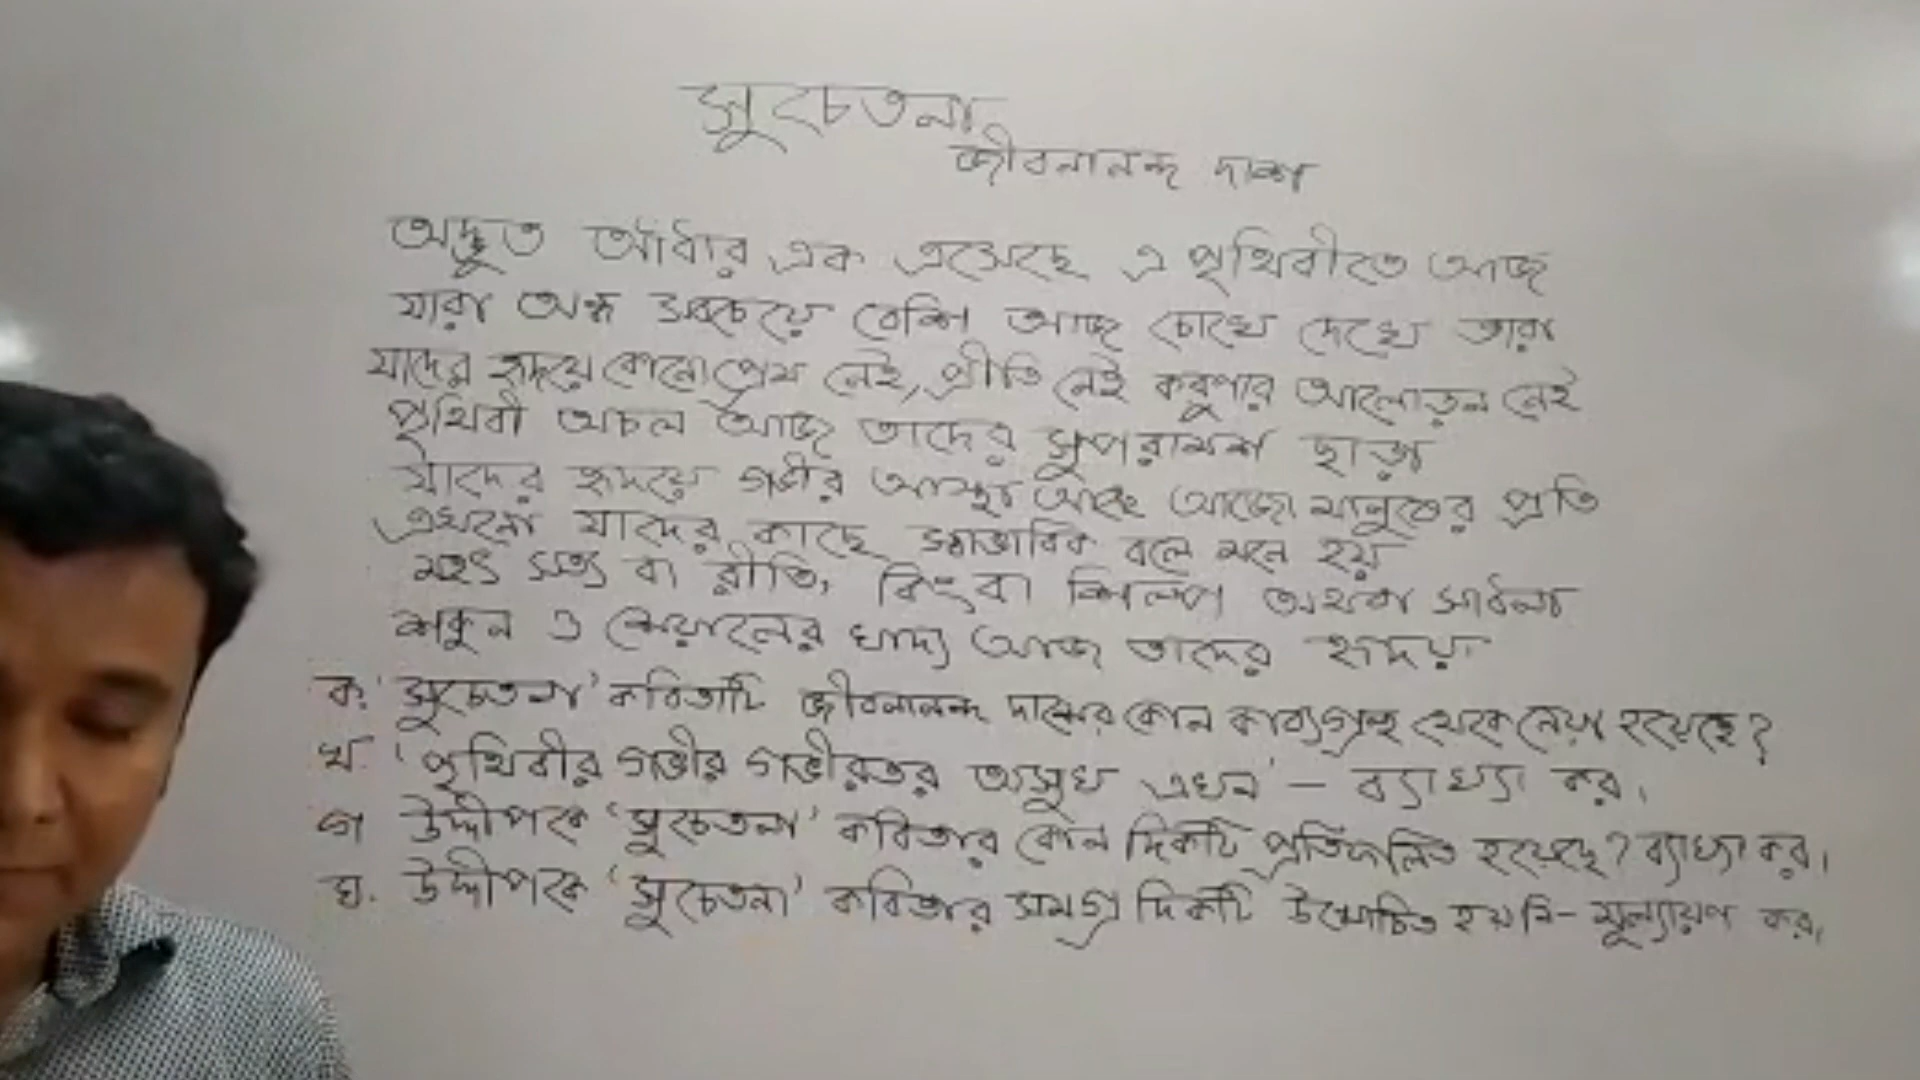 সুচেতনা
জীবনানন্দ দাশ
অদ্ভুত আঁধার এক এসেছে এ পৃথিবীতে আজ
যারা অন্ধ সবচেয়ে বেশি আজ চোখে দেখে তারা
যাদের হৃদয়ে কোনো প্রেম নেই, প্রীতি নেই করুণার আলোড়ন নেই
পৃথিবী অচল আজ তাদের সুপরামর্শ ছাড়া
যাদের হৃদয়ে গভীর আস্থা আছে আজো মানুষের প্রতি
এখনো যাদের কাছে স্বাভাবিক বলে মনে হয়
মহৎ সত্য বা রীতি, কিংবা শিল্প অথবা সাধনা
শকুন ও শেয়ালের খাদ্য আজ তাদের হৃদয়
ক. 'সুচেতনা' কবিতাটি জীবনানন্দ দাশের কোন কাব্যগ্রন্থ থেকে নেয়া হয়েছে?
খ. 'পৃথিবীর গভীর গভীরতর অসুখ এখন' - ব্যাখ্যা কর।
গ. উদ্দীপকে 'সুচেতনা' কবিতার কোন দিকটি প্রতিফলিত হয়েছে? ব্যাখ্যা কর।
ঘ. উদ্দীপকে 'সুচেতনা' কবিতার সমগ্র দিকটি উন্মোচিত হয়নি - মূল্যায়ণ কর।